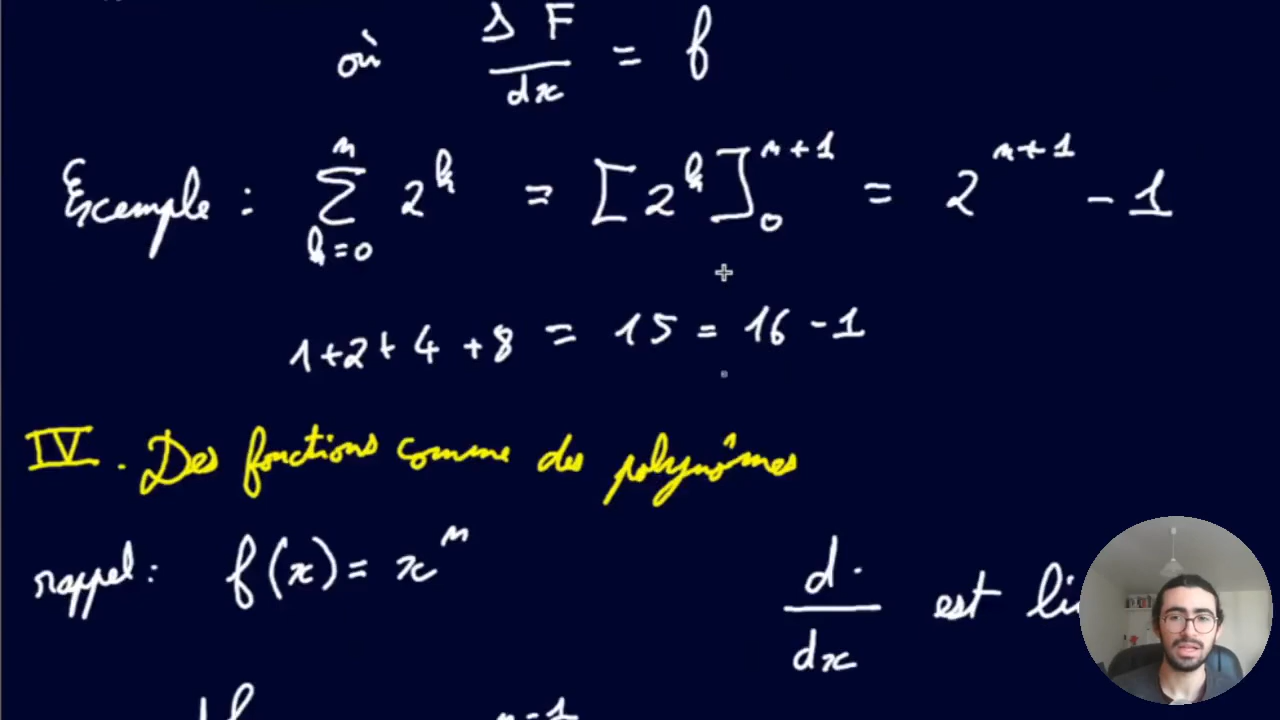 où ΔF/dx = f
Exemple : ∑_{k=0}^{n} 2^k = [2^k]_0^{n+1} = 2^{n+1} - 1
1+2+4+8 = 15 = 16-1
IV. Des fonctions comme des polynômes
rappel: f(x) = x^n
d·/dx est
n-1